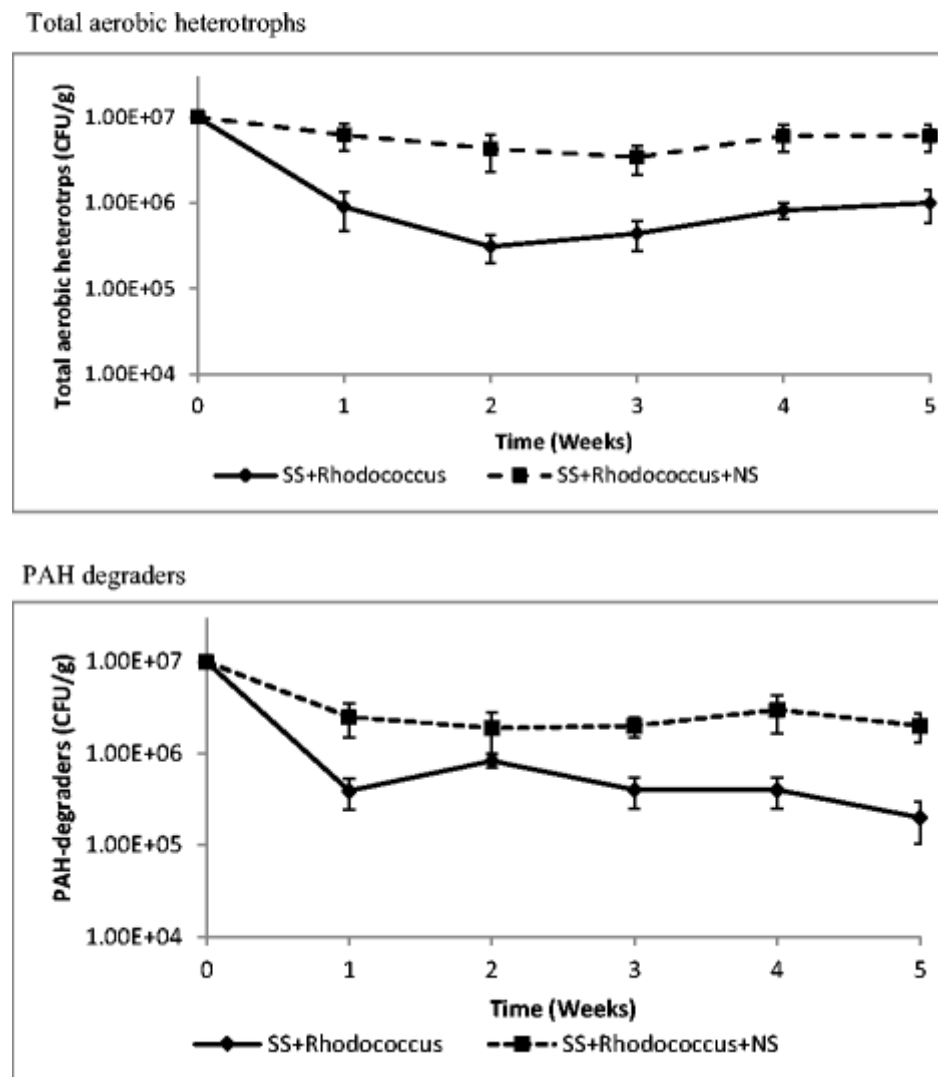 Total aerobic heterotrophs
Total aerobic heterotrps (CFU/g)
1.00E+07
1.00E+06
1.00E+05
1.00E+04
0 1 2 3 4 5
Time (Weeks)
SS+Rhodococcus SS+Rhodococcus+NS
PAH degraders
PAH-degraders (CFU/g)
1.00E+07
1.00E+06
1.00E+05
1.00E+04
0 1 2 3 4 5
Time (Weeks)
SS+Rhodococcus SS+Rhodococcus+NS